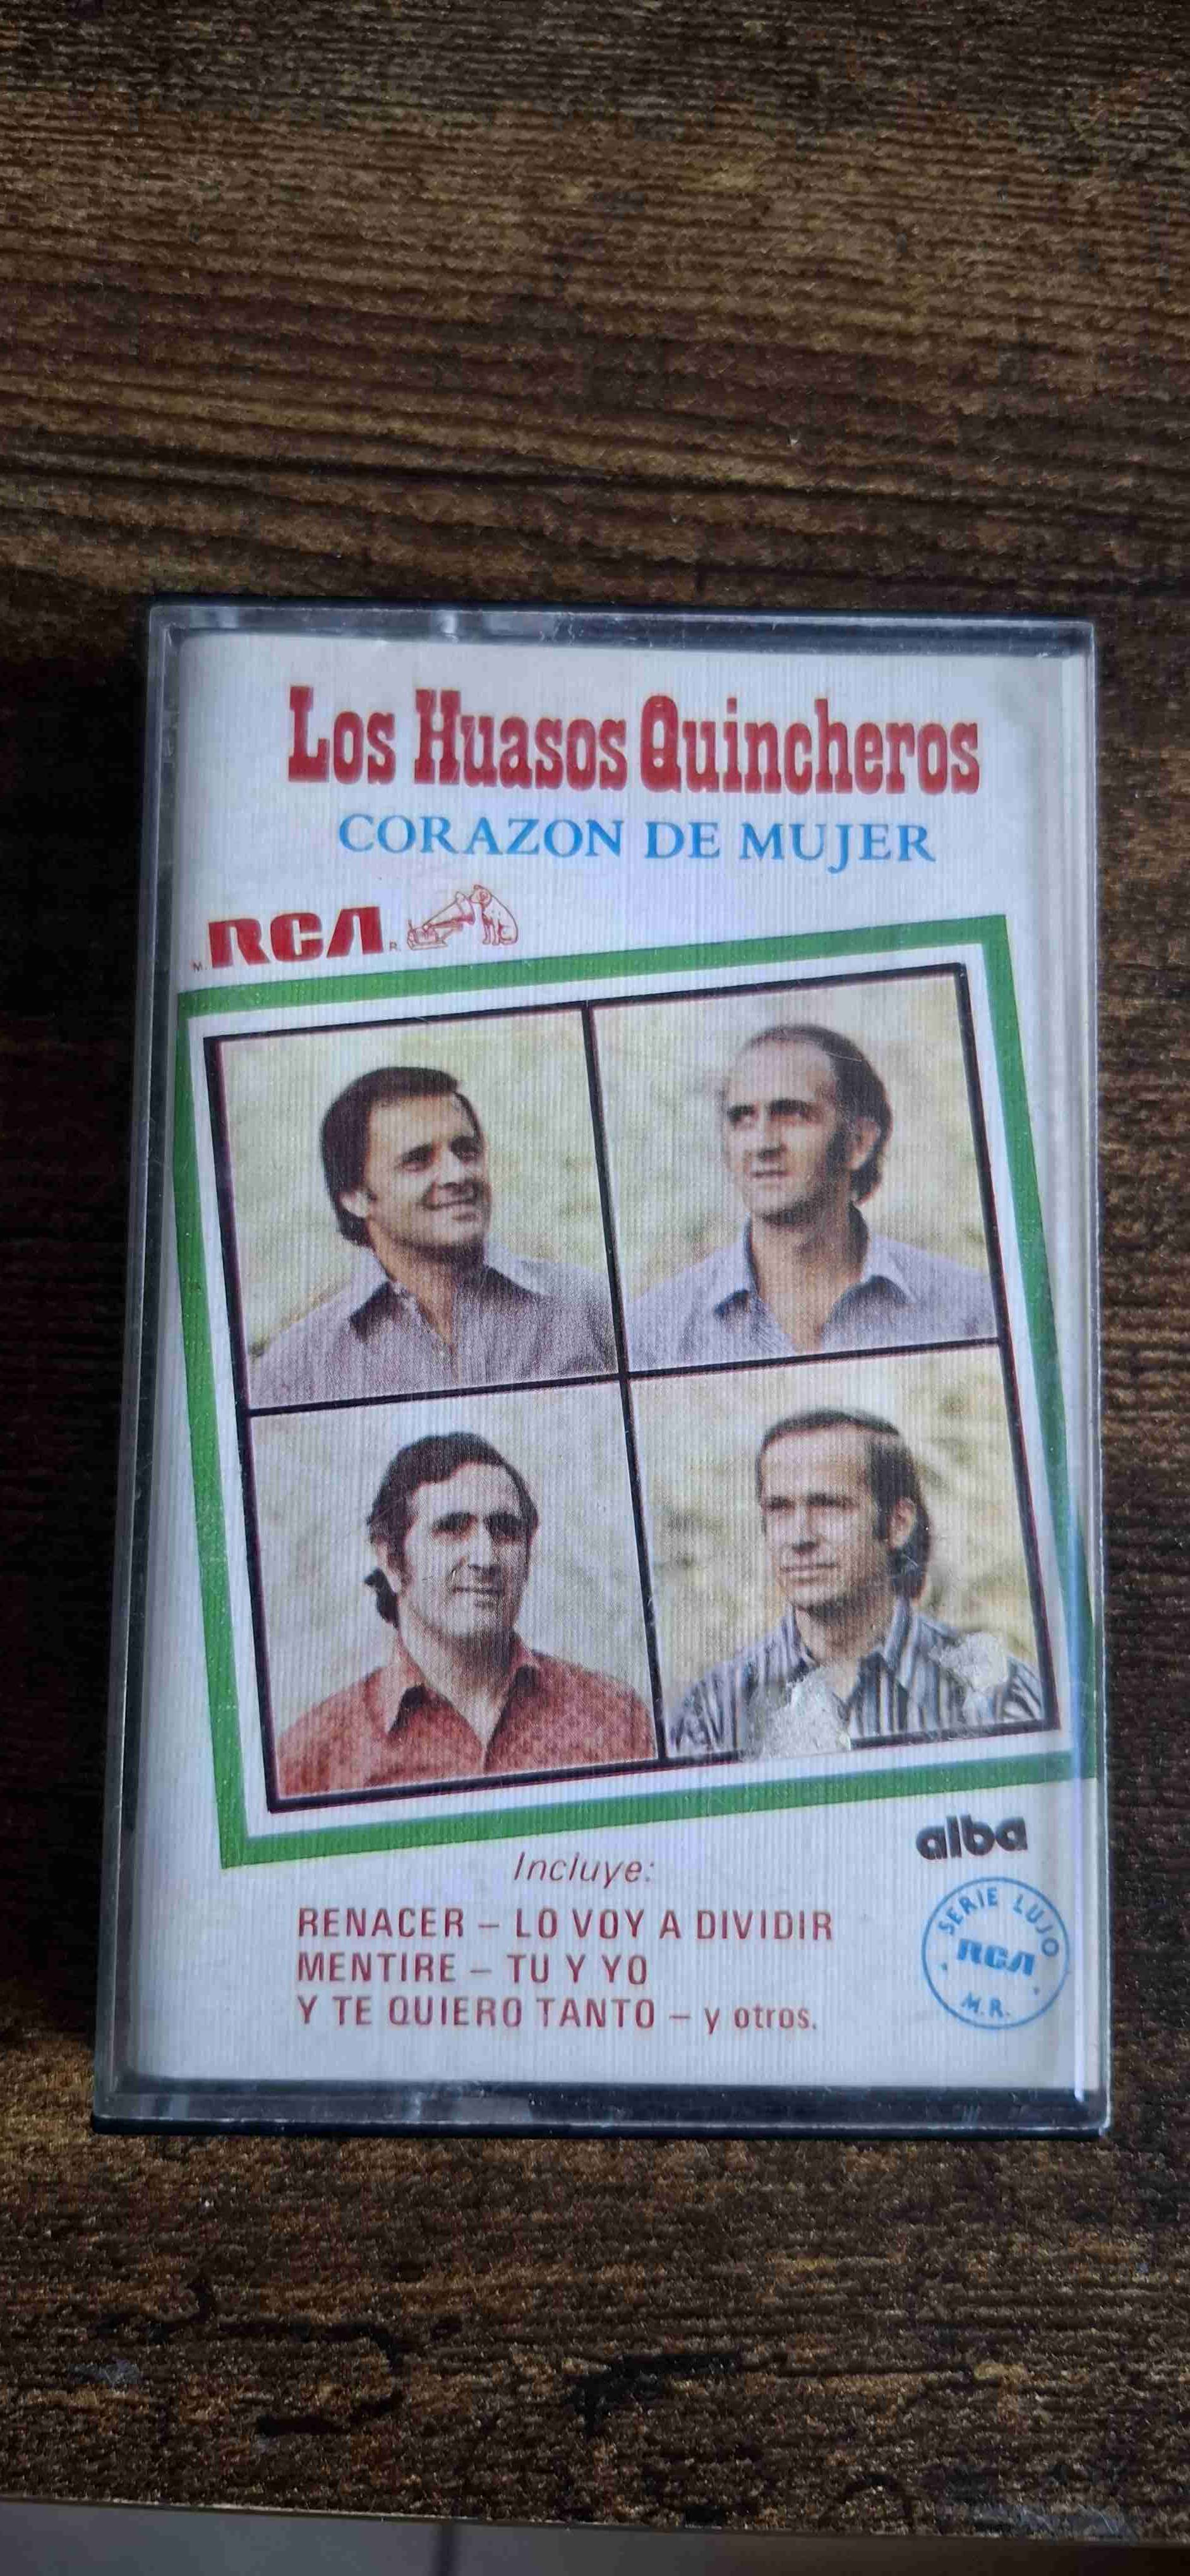 Los Huasos Quincheros
CORAZON DE MUJER
M. RCA R.
alba
Incluye:
RENACER – LO VOY A DIVIDIR
MENTIRE – TU Y YO
Y TE QUIERO TANTO – y otros.
SERIE LUJO
RCA
M.R.